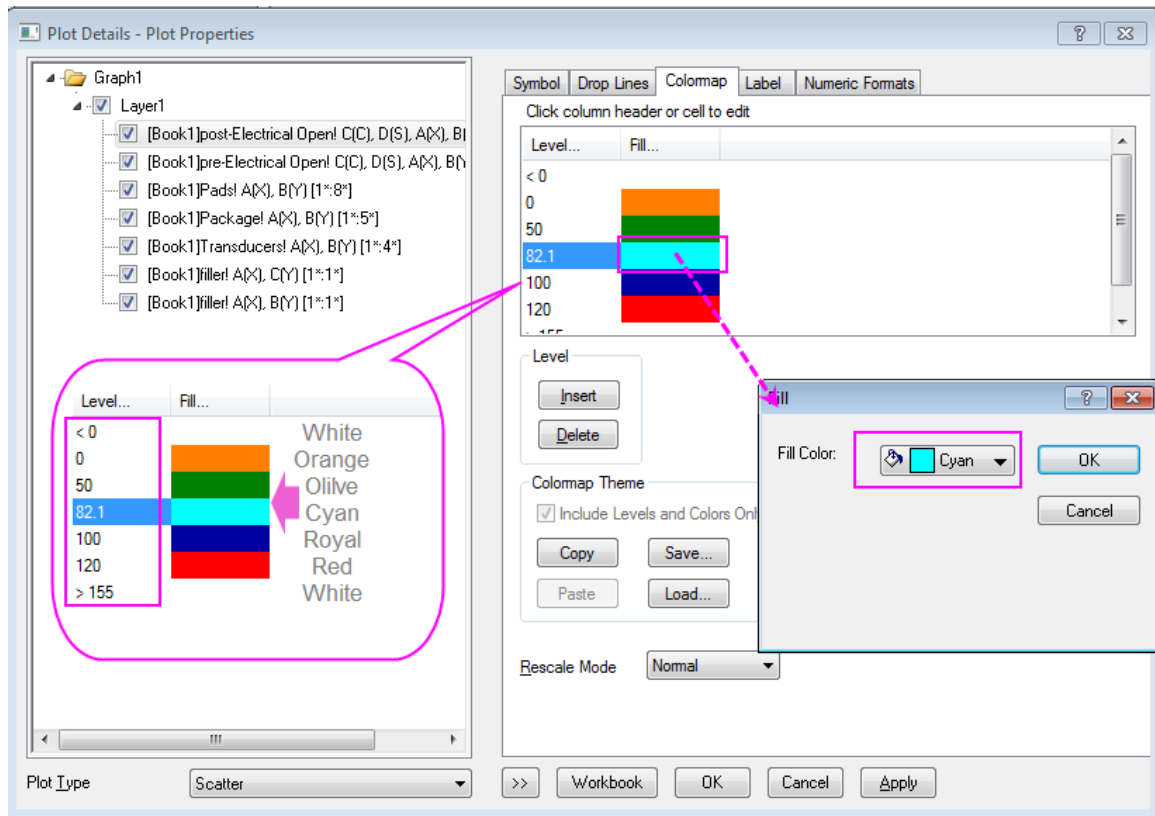 Plot Details - Plot Properties
Graph1
Layer1
[Book1]post-Electrical Open! C(C), D(S), A(X), B(
[Book1]pre-Electrical Open! C(C), D(S), A(X), B(Y
[Book1]Pads! A(X), B(Y) [1*:8*]
[Book1]Package! A(X), B(Y) [1*:5*]
[Book1]Transducers! A(X), B(Y) [1*:4*]
[Book1]filler! A(X), C(Y) [1*:1*]
[Book1]filler! A(X), B(Y) [1*:1*]
Level... Fill...
< 0 White
0 Orange
50 Olilve
82.1 Cyan
100 Royal
120 Red
> 155 White
Plot Type Scatter
Symbol Drop Lines Colormap Label Numeric Formats
Click column header or cell to edit
Level... Fill...
< 0
0
50
82.1
100
120
> 155
Level
Insert
Delete
Colormap Theme
Include Levels and Colors Onl
Copy Save...
Paste Load...
Rescale Mode Normal
Fill
Fill Color: Cyan OK
Cancel
>> Workbook OK Cancel Apply